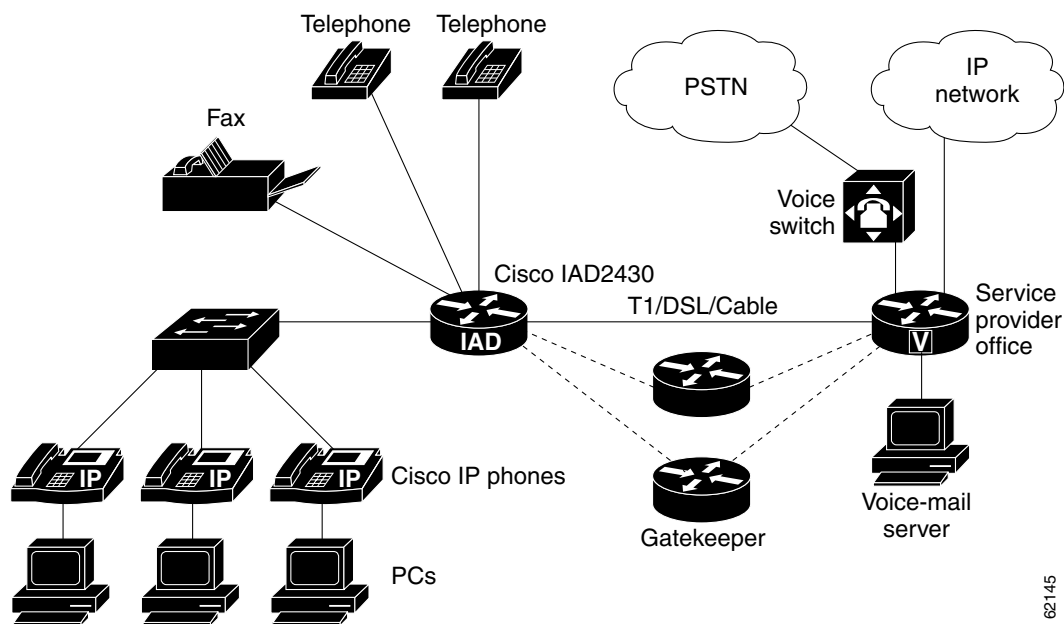 Telephone
Telephone
Fax
PSTN
IP
network
Voice
switch
Cisco IAD2430
IAD
T1/DSL/Cable
V
Service
provider
office
IP
IP
IP
Cisco IP phones
Gatekeeper
Voice-mail
server
PCs
62145